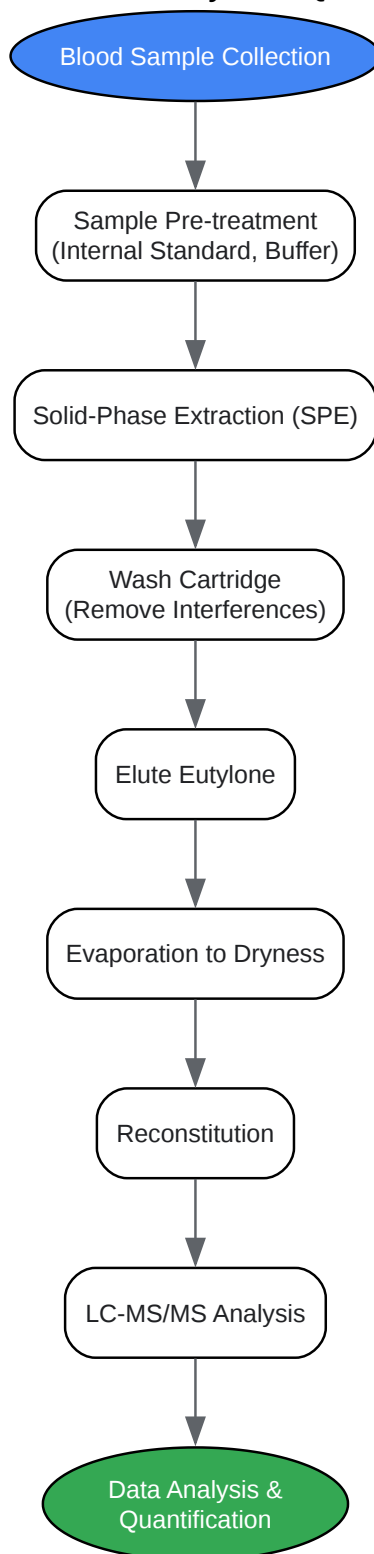 Blood Sample Collection
Sample Pre-treatment
(Internal Standard, Buffer)
Solid-Phase Extraction (SPE)
Wash Cartridge
(Remove Interferences)
Elute Eutylone
Evaporation to Dryness
Reconstitution
LC-MS/MS Analysis
Data Analysis &
Quantification